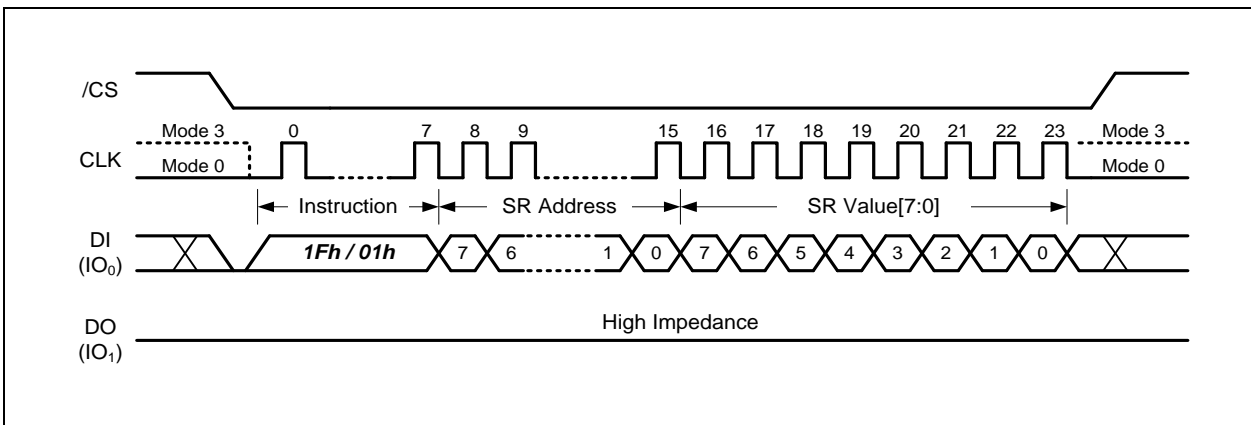 /CS
Mode 3 0 7 8 9 15 16 17 18 19 20 21 22 23 Mode 3
CLK
Mode 0 Mode 0
Instruction SR Address SR Value[7:0]
DI
(IO₀)
1Fh / 01h 7 6 1 0 7 6 5 4 3 2 1 0
High Impedance
DO
(IO₁)